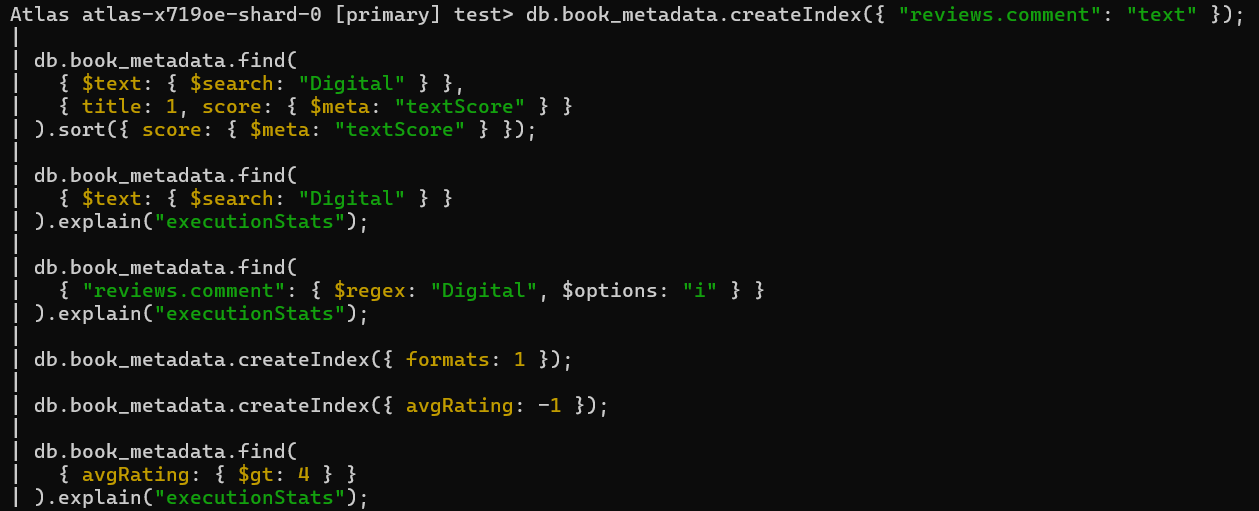 Atlas atlas-x719oe-shard-0 [primary] test> db.book_metadata.createIndex({ "reviews.comment": "text" });
|
| db.book_metadata.find(
|   { $text: { $search: "Digital" } },
|   { title: 1, score: { $meta: "textScore" } }
| ).sort({ score: { $meta: "textScore" } });
|
| db.book_metadata.find(
|   { $text: { $search: "Digital" } }
| ).explain("executionStats");
|
| db.book_metadata.find(
|   { "reviews.comment": { $regex: "Digital", $options: "i" } }
| ).explain("executionStats");
|
| db.book_metadata.createIndex({ formats: 1 });
|
| db.book_metadata.createIndex({ avgRating: -1 });
|
| db.book_metadata.find(
|   { avgRating: { $gt: 4 } }
| ).explain("executionStats");